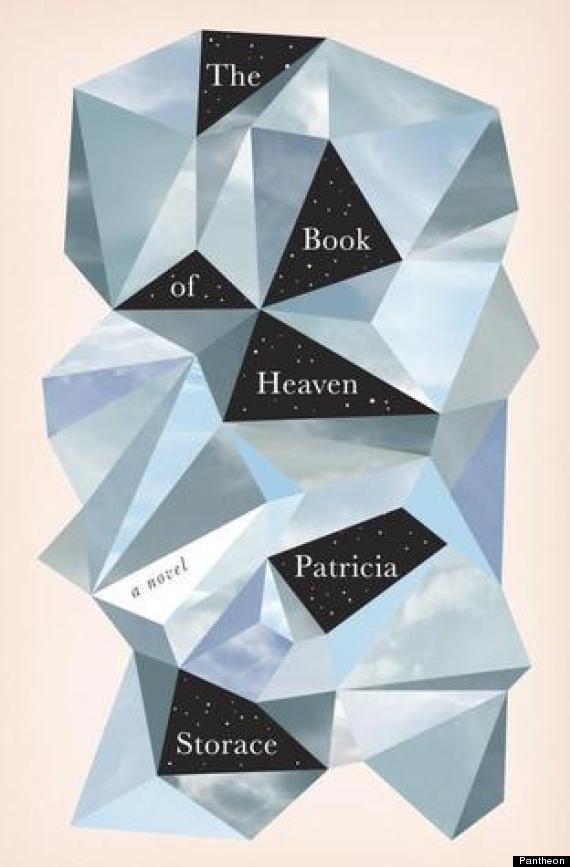 The
Book
of
Heaven
a novel
Patricia
Storace
Pantheon